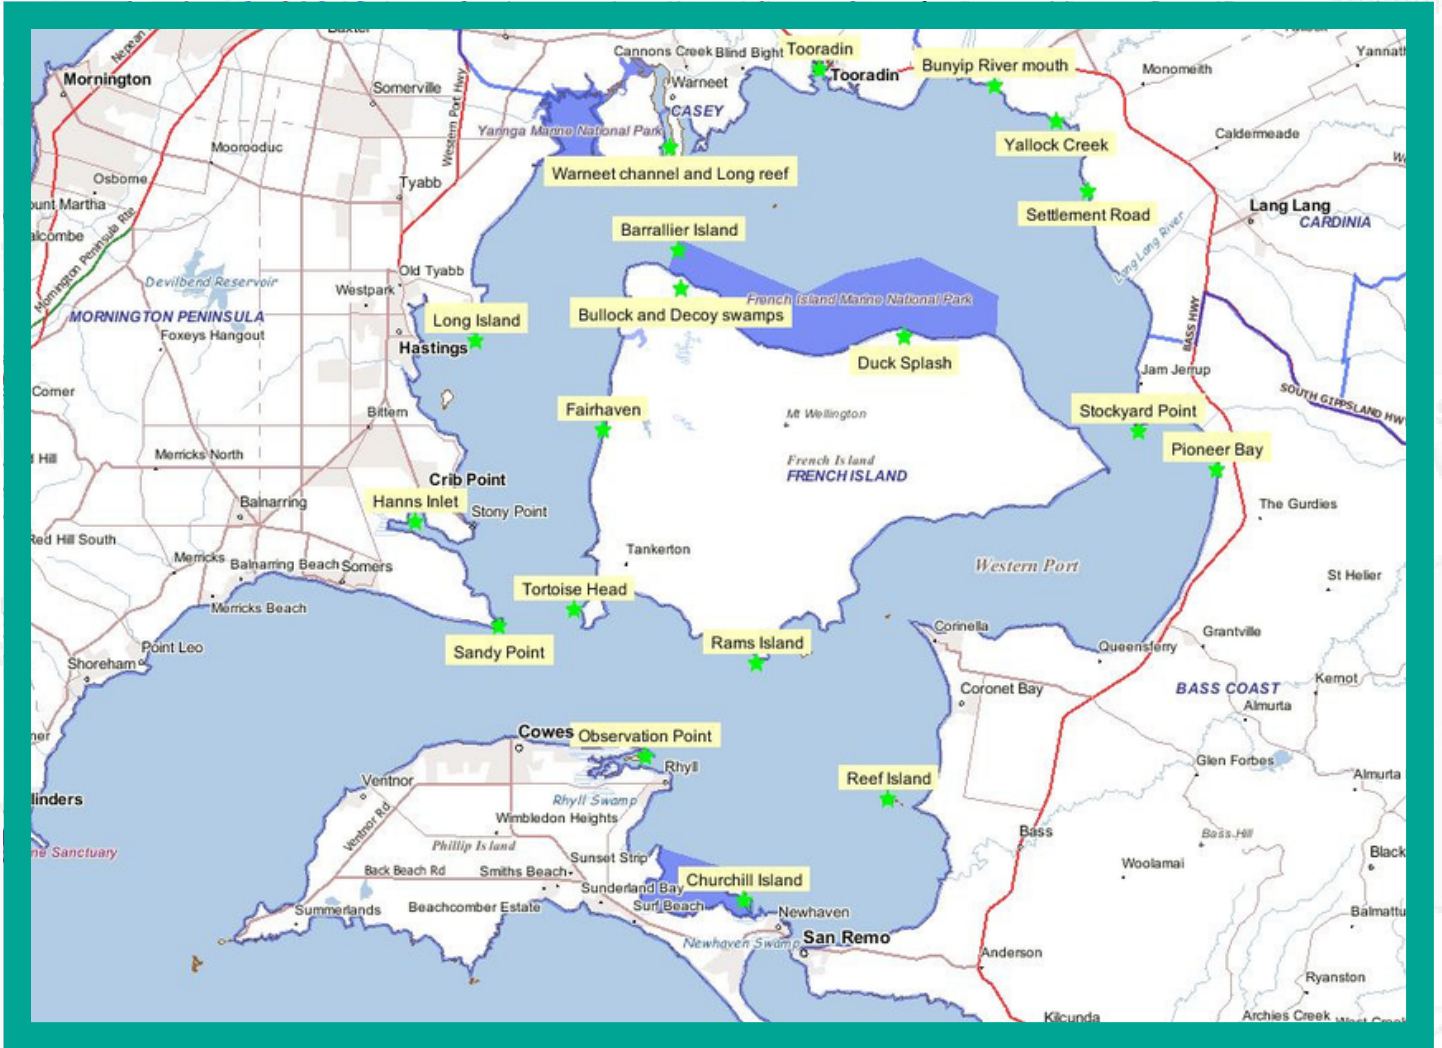 Baxter
Nepean
Mornington
Somerville
Western Port Hwy
Cannons Creek
Blind Bight
Tooradin
Tooradin
Warneet
CASEY
Bunyip River mouth
Monomeith
Yallock Creek
Caldermeade
Yaringa Marine National Park
Warneet channel and Long reef
Moorooduc
Osborne
Tyabb
Mornington Peninsula Rte
Settlement Road
Lang Lang
CARDINIA
Lang Lang River
Barrallier Island
Old Tyabb
Devilbend Reservoir
Westpark
MORNINGTON PENINSULA
Foxeys Hangout
Long Island
Hastings
Bullock and Decoy swamps
French Island Marine National Park
Duck Splash
BASS HWY
Jam Jerrup
SOUTH GIPPSLAND HWY
Corner
Bittern
Fairhaven
Mt Wellington
Stockyard Point
Pioneer Bay
Hill
Merricks North
French Island
FRENCH ISLAND
Crib Point
Hanns Inlet
Stony Point
Balnarring
The Gurdies
Red Hill South
Merricks
Balnarring Beach
Somers
Tankerton
Western Port
St Helier
Merricks Beach
Tortoise Head
Sandy Point
Rams Island
Corinella
Queensferry
Grantville
Point Leo
Shoreham
Coronet Bay
BASS COAST
Kernot
Almurta
Cowes
Observation Point
Rhyll
Glen Forbes
Almurta
Reef Island
Ventnor
Rhyll Swamp
Ventnor Rd
Wimbledon Heights
Phillip Island
Bass
Bass Hill
Sunset Strip
Back Beach Rd
Smiths Beach
Woolamai
Black
Churchill Island
Sunderland Bay
Surf Beach
Beachcomber Estate
Summerlands
Newhaven
Newhaven Swamp
San Remo
Anderson
Ryanston
Kilcunda
Archies Creek